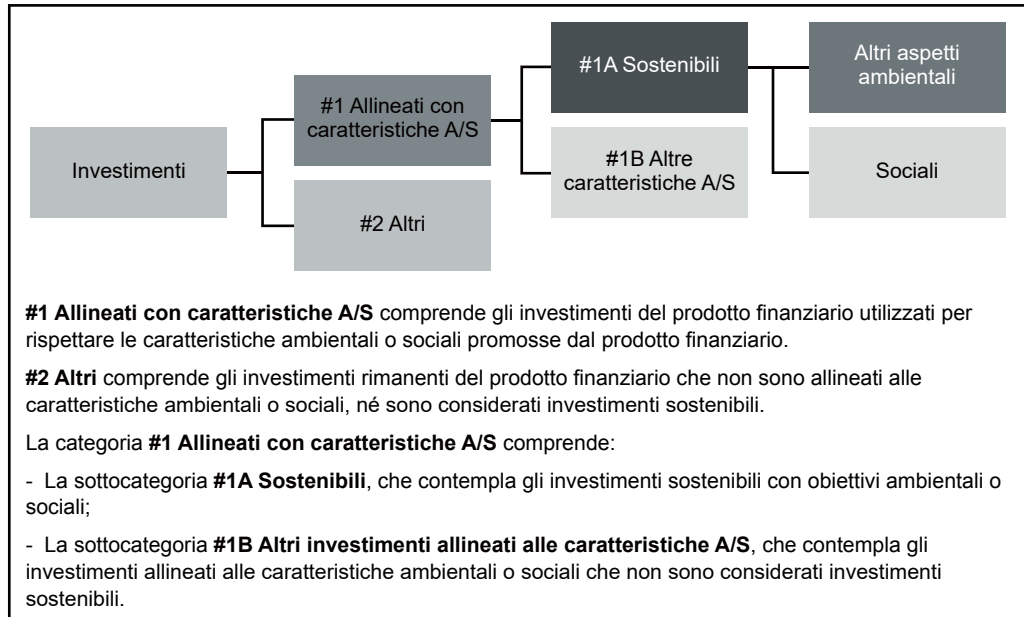 Investimenti
#1 Allineati con
caratteristiche A/S
#2 Altri
#1A Sostenibili
#1B Altre
caratteristiche A/S
Altri aspetti
ambientali
Sociali
#1 Allineati con caratteristiche A/S comprende gli investimenti del prodotto finanziario utilizzati per
rispettare le caratteristiche ambientali o sociali promosse dal prodotto finanziario.
#2 Altri comprende gli investimenti rimanenti del prodotto finanziario che non sono allineati alle
caratteristiche ambientali o sociali, né sono considerati investimenti sostenibili.
La categoria #1 Allineati con caratteristiche A/S comprende:
- La sottocategoria #1A Sostenibili, che contempla gli investimenti sostenibili con obiettivi ambientali o
sociali;
- La sottocategoria #1B Altri investimenti allineati alle caratteristiche A/S, che contempla gli
investimenti allineati alle caratteristiche ambientali o sociali che non sono considerati investimenti
sostenibili.